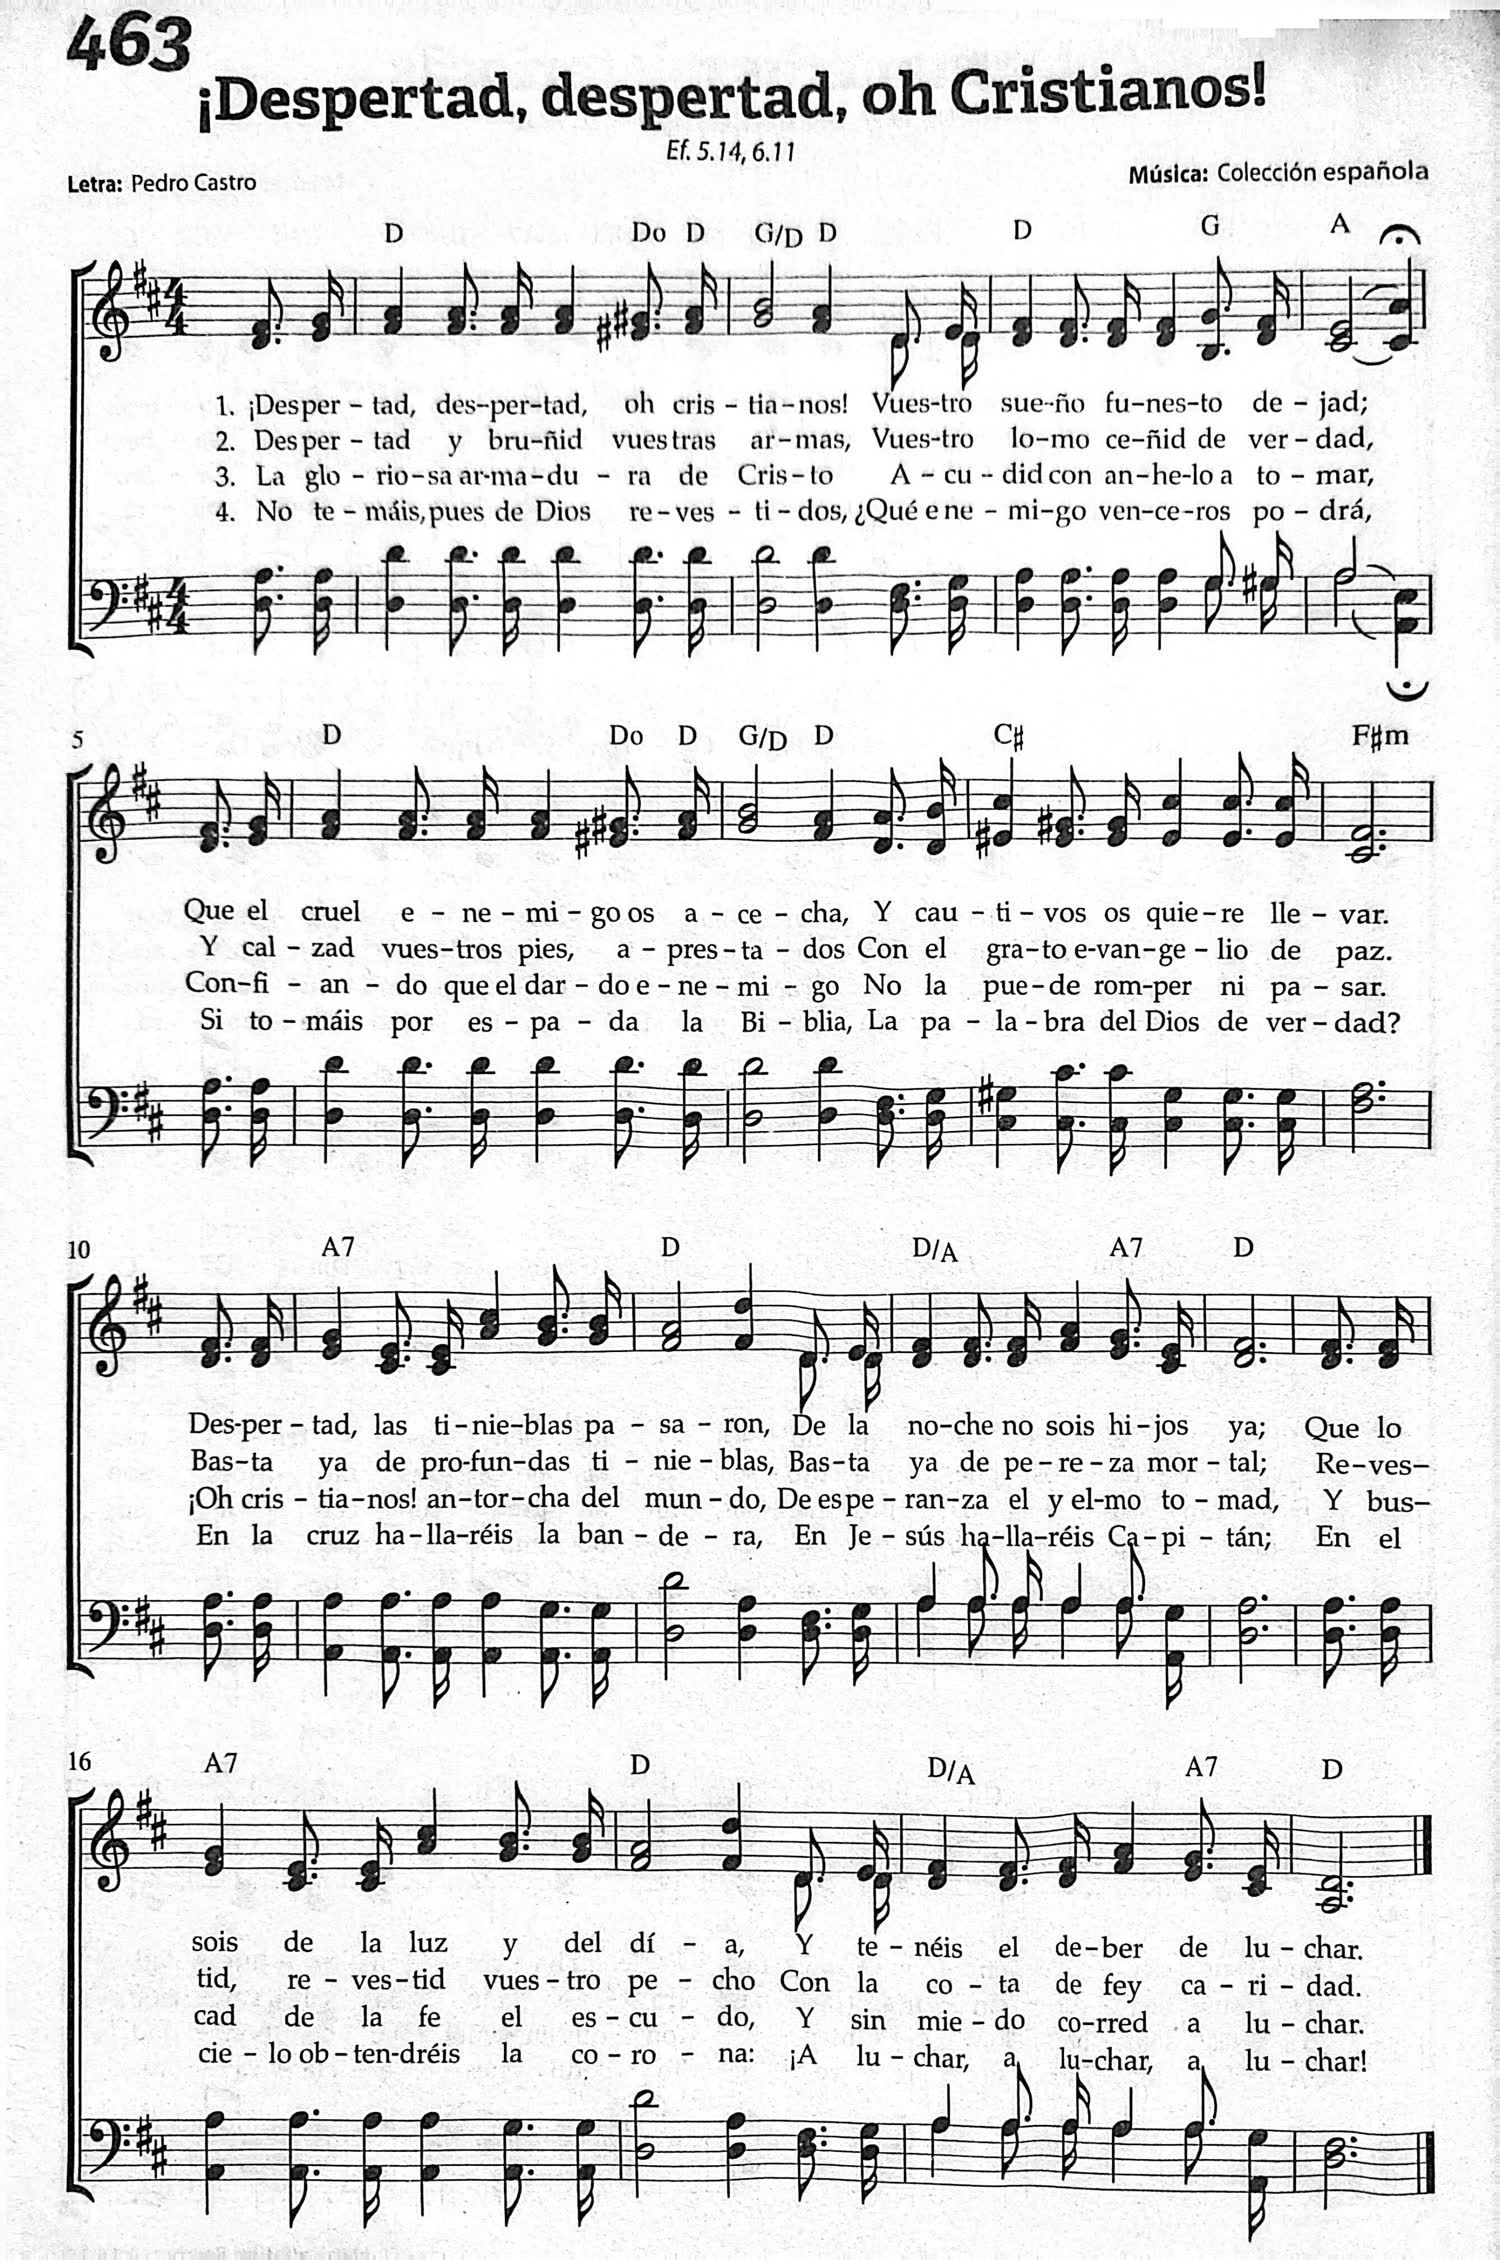 463
¡Despertad, despertad, oh Cristianos!
Ef. 5.14, 6.11
Letra: Pedro Castro
Música: Colección española
D Do D G/D D D G A
1. ¡Desper – tad, des–per–tad, oh cris – tia–nos! Vues–tro sue–ño fu–nes–to de – jad;
2. Desper – tad y bru–ñid vuestras ar–mas, Vues–tro lo–mo ce–ñid de ver – dad,
3. La glo – rio–sa ar–ma–du – ra de Cris–to A – cu – did con an–he–lo a to – mar,
4. No te – máis, pues de Dios re–ves – ti–dos, ¿Qué e ne – mi–go ven–ce–ros po – drá,
5
D Do D G/D D C# F#m
Que el cruel e – ne – mi – go os a – ce – cha, Y cau – ti – vos os quie–re lle – var.
Y cal – zad vues–tros pies, a – pres–ta – dos Con el gra–to e–van–ge – lio de paz.
Con–fi – an – do que el dar – do e – ne – mi – go No la pue–de rom–per ni pa – sar.
Si to – máis por es – pa – da la Bi – blia, La pa – la – bra del Dios de ver – dad?
10
A7 D D/A A7 D
Des–per – tad, las ti–nie–blas pa – sa – ron, De la no–che no sois hi–jos ya; Que lo
Bas–ta ya de pro–fun–das ti – nie – blas, Bas–ta ya de pe – re – za mor – tal; Re–ves–
¡Oh cris – tia–nos! an–tor–cha del mun – do, De es pe – ran–za el y el–mo to – mad, Y bus–
En la cruz ha–lla–réis la ban – de – ra, En Je – sús ha–lla–réis Ca–pi – tán; En el
16
A7 D D/A A7 D
sois de la luz y del dí – a, Y te – néis el de–ber de lu – char.
tid, re – ves–tid vues–tro pe – cho Con la co – ta de fey ca – ri – dad.
cad de la fe el es – cu – do, Y sin mie – do co–rred a lu – char.
cie – lo ob – ten–dréis la co – ro – na: ¡A lu – char, a lu–char, a lu – char!